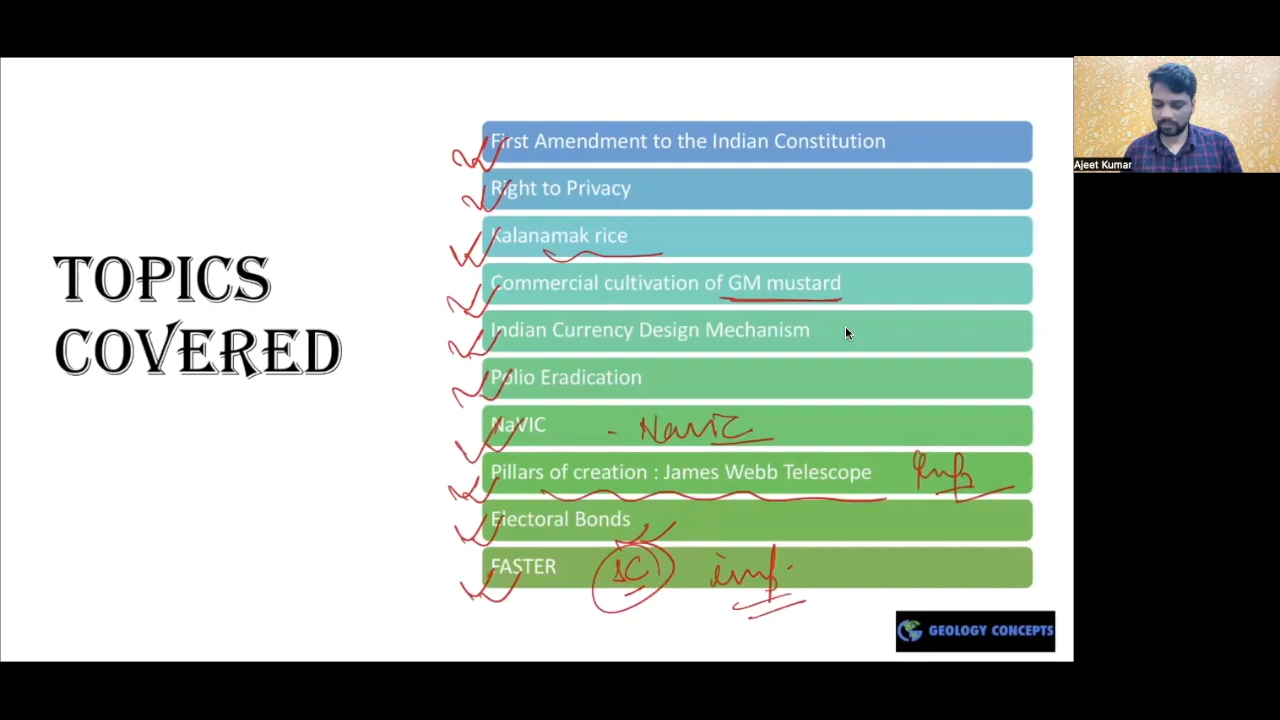 Ajeet Kumar
TOPICS
COVERED
First Amendment to the Indian Constitution
Right to Privacy
Kalanamak rice
Commercial cultivation of GM mustard
Indian Currency Design Mechanism
Polio Eradication
NaVIC - NavIC
Pillars of creation : James Webb Telescope imp
Electoral Bonds
FASTER SC imp.
GEOLOGY CONCEPTS